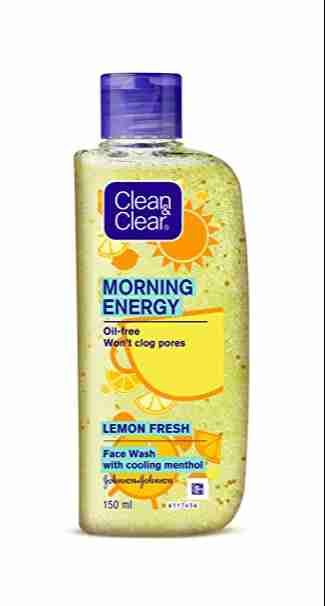 Clean &
Clear®
MORNING
ENERGY
Oil-free
Won't clog pores
LEMON FRESH
Face Wash
with cooling menthol
Johnson & Johnson
150 ml